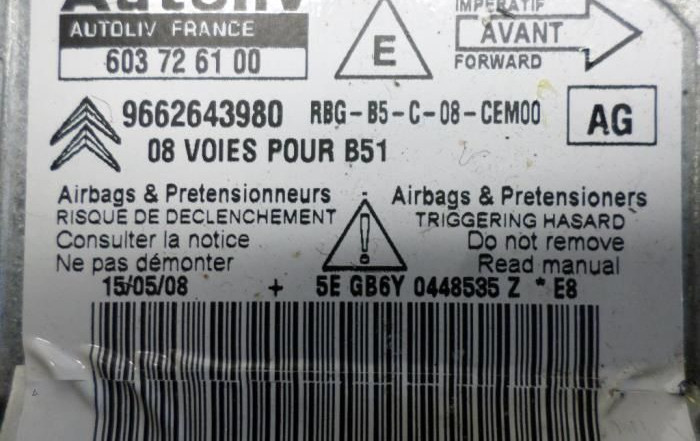 Autoliv
IMPÉRATIF
AUTOLIV FRANCE
AVANT
603 72 61 00
E
FORWARD
9662643980 RBG-B5-C-08-CEM00 AG
08 VOIES POUR B51
Airbags & Pretensionneurs
RISQUE DE DECLENCHEMENT
Consulter la notice
Ne pas démonter
Airbags & Pretensioners
TRIGGERING HASARD
Do not remove
Read manual
15/05/08 + 5E GB6Y 0448535 Z * E8